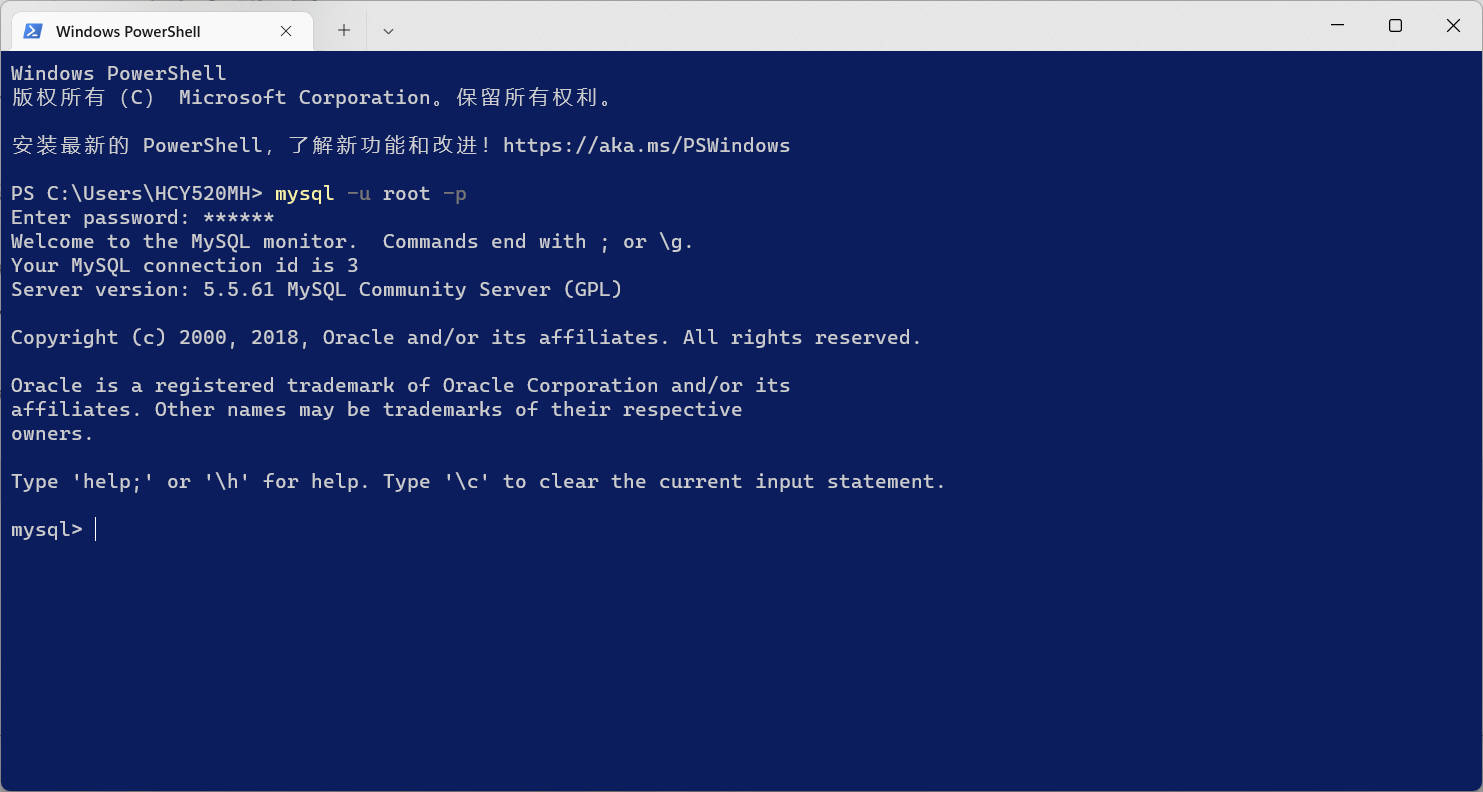 Windows PowerShell
Windows PowerShell
版权所有 (C) Microsoft Corporation。保留所有权利。
安装最新的 PowerShell，了解新功能和改进！https://aka.ms/PSWindows
PS C:\Users\HCY520MH> mysql -u root -p
Enter password: ******
Welcome to the MySQL monitor.  Commands end with ; or \g.
Your MySQL connection id is 3
Server version: 5.5.61 MySQL Community Server (GPL)
Copyright (c) 2000, 2018, Oracle and/or its affiliates. All rights reserved.
Oracle is a registered trademark of Oracle Corporation and/or its
affiliates. Other names may be trademarks of their respective
owners.
Type 'help;' or '\h' for help. Type '\c' to clear the current input statement.
mysql>